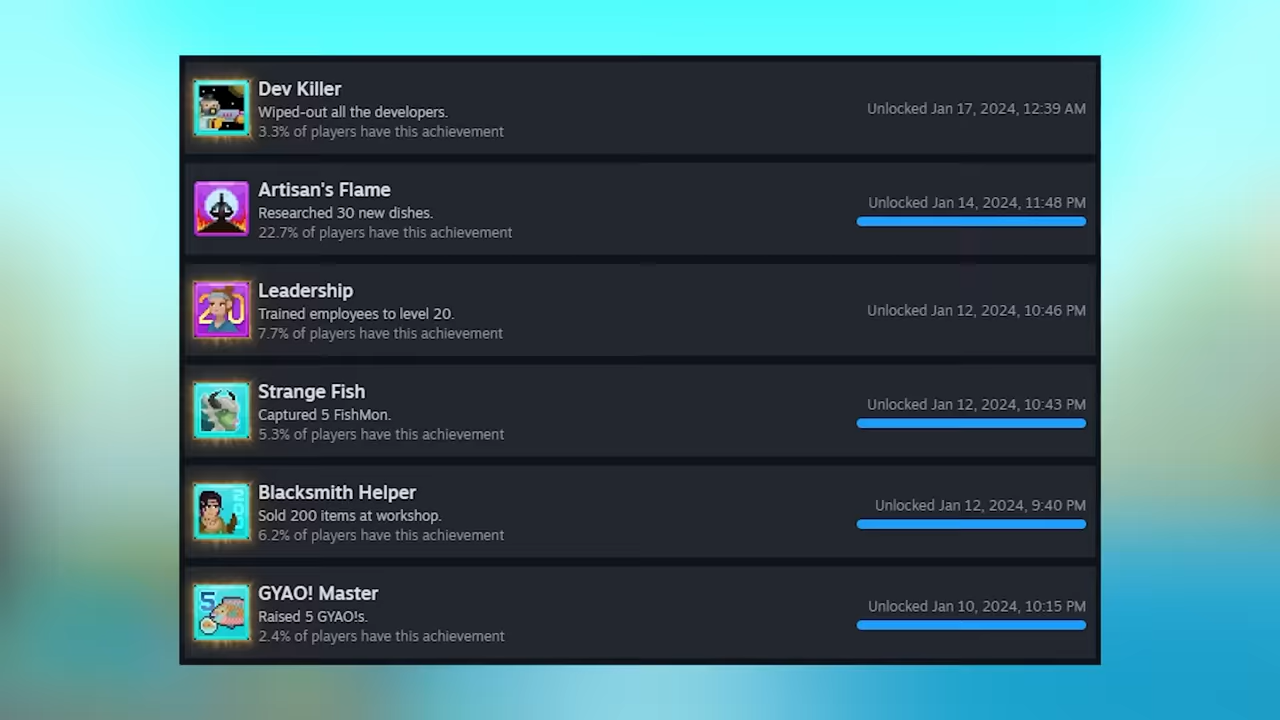 Dev Killer
Wiped-out all the developers.
3.3% of players have this achievement
Unlocked Jan 17, 2024, 12:39 AM
Artisan's Flame
Researched 30 new dishes.
22.7% of players have this achievement
Unlocked Jan 14, 2024, 11:48 PM
20
Leadership
Trained employees to level 20.
7.7% of players have this achievement
Unlocked Jan 12, 2024, 10:46 PM
Strange Fish
Captured 5 FishMon.
5.3% of players have this achievement
Unlocked Jan 12, 2024, 10:43 PM
200
Blacksmith Helper
Sold 200 items at workshop.
6.2% of players have this achievement
Unlocked Jan 12, 2024, 9:40 PM
5
GYAO! Master
Raised 5 GYAO!s.
2.4% of players have this achievement
Unlocked Jan 10, 2024, 10:15 PM